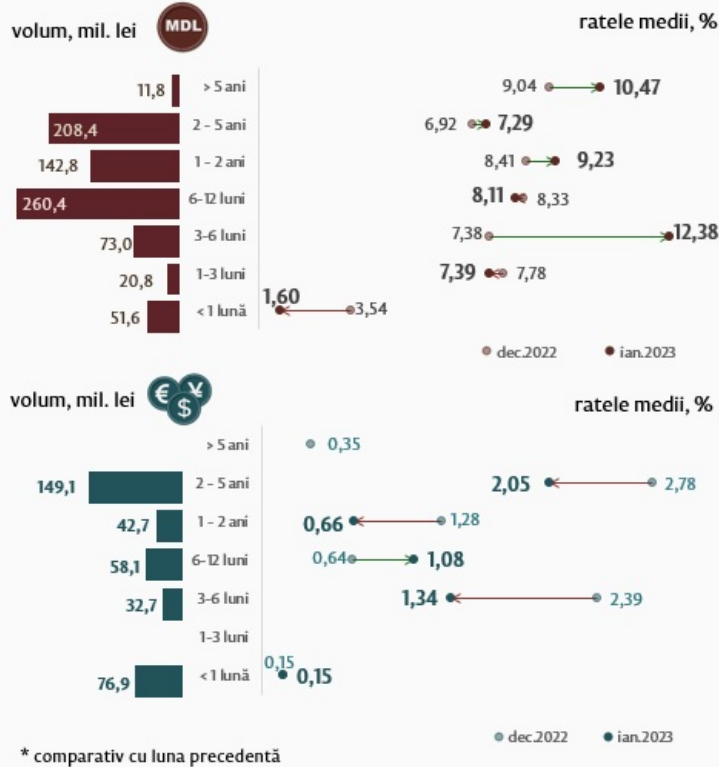 volum, mil. lei MDL ratele medii, %
11,8 > 5 ani 9,04 10,47
208,4 2 - 5 ani 6,92 7,29
142,8 1 - 2 ani 8,41 9,23
260,4 6-12 luni 8,11 8,33
73,0 3-6 luni 7,38 12,38
20,8 1-3 luni 7,39 7,78
51,6 < 1 lună 1,60 3,54
dec.2022 ian.2023
volum, mil. lei € ¥ $ ratele medii, %
> 5 ani 0,35
149,1 2 - 5 ani 2,05 2,78
42,7 1 - 2 ani 0,66 1,28
58,1 6-12 luni 0,64 1,08
32,7 3-6 luni 1,34 2,39
1-3 luni
76,9 < 1 lună 0,15 0,15
dec.2022 ian.2023
* comparativ cu luna precedentă